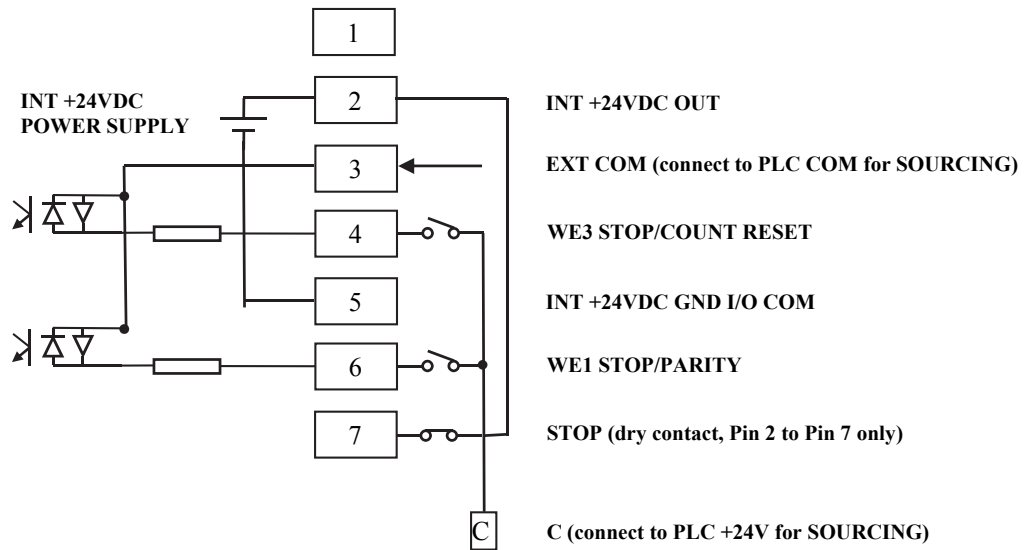 1
INT +24VDC
POWER SUPPLY
2
INT +24VDC OUT
3
EXT COM (connect to PLC COM for SOURCING)
4
WE3 STOP/COUNT RESET
5
INT +24VDC GND I/O COM
6
WE1 STOP/PARITY
7
STOP (dry contact, Pin 2 to Pin 7 only)
C
C (connect to PLC +24V for SOURCING)